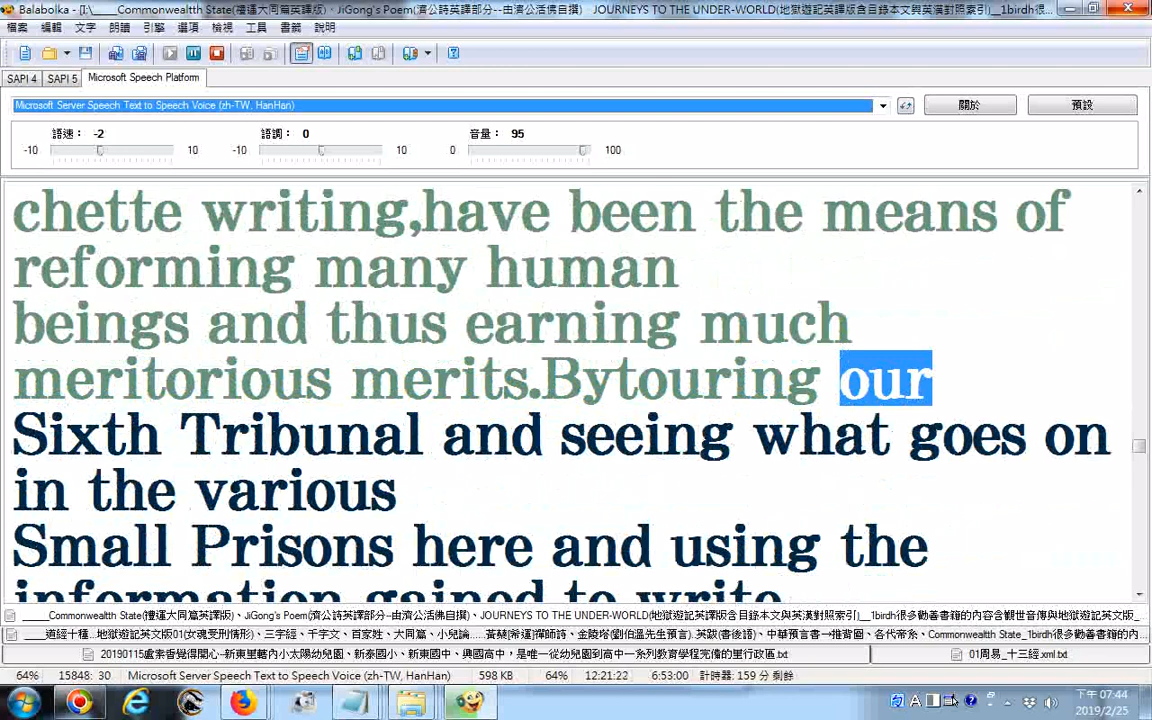 Balabolka - [I:\_____Commonwealth State(禮運大同篇英譯版)、JiGong's Poem(濟公詩英譯部分--由濟公活佛自撰) JOURNEYS TO THE UNDER-WORLD(地獄遊記英譯版含目錄本文與英漢對照索引)__1birdh很...
檔案 編輯 文字 朗讀 引擎 選項 檢視 工具 書籤 說明
SAPI 4 SAPI 5 Microsoft Speech Platform
Microsoft Server Speech Text to Speech Voice (zh-TW, HanHan) 關於 預設
語速： -2 語調： 0 音量： 95
-10 10 -10 10 0 100
chette writing,have been the means of
reforming many human
beings and thus earning much
meritorious merits.Bytouring our
Sixth Tribunal and seeing what goes on
in the various
Small Prisons here and using the
information gained to write
_____Commonwealth State(禮運大同篇英譯版)、JiGong's Poem(濟公詩英譯部分--由濟公活佛自撰)、JOURNEYS TO THE UNDER-WORLD(地獄遊記英譯版含目錄本文與英漢對照索引)__1birdh很多勸善書籍的內容含觀世音傳與地獄遊記英文版_
道經十種...地獄遊記英文版01(女魂受刑情形)、三字經、千字文、百家姓、大同篇、小兒論......黃檗[希運]禪師詩、金陵塔(劉伯溫先生預言).英跋(書後語)、中華預言書一推背圖、各代帝系、Commonwealth State_1birdh很多勸善書籍的內...
20190115盧素香覺得開心--新東里轄內小太陽幼兒園、新泰國小、新東國中、興國高中，是唯一從幼兒園到高中一系列教育學程完備的里行政區.txt 01周易_十三經.xml.txt
64% 15848: 30 Microsoft Server Speech Text to Speech Voice (zh-TW, HanHan) 598 KB 64% 12:21:22 6:53:00 計時器： 159 分 剩餘
下午 07:44
2019/2/25